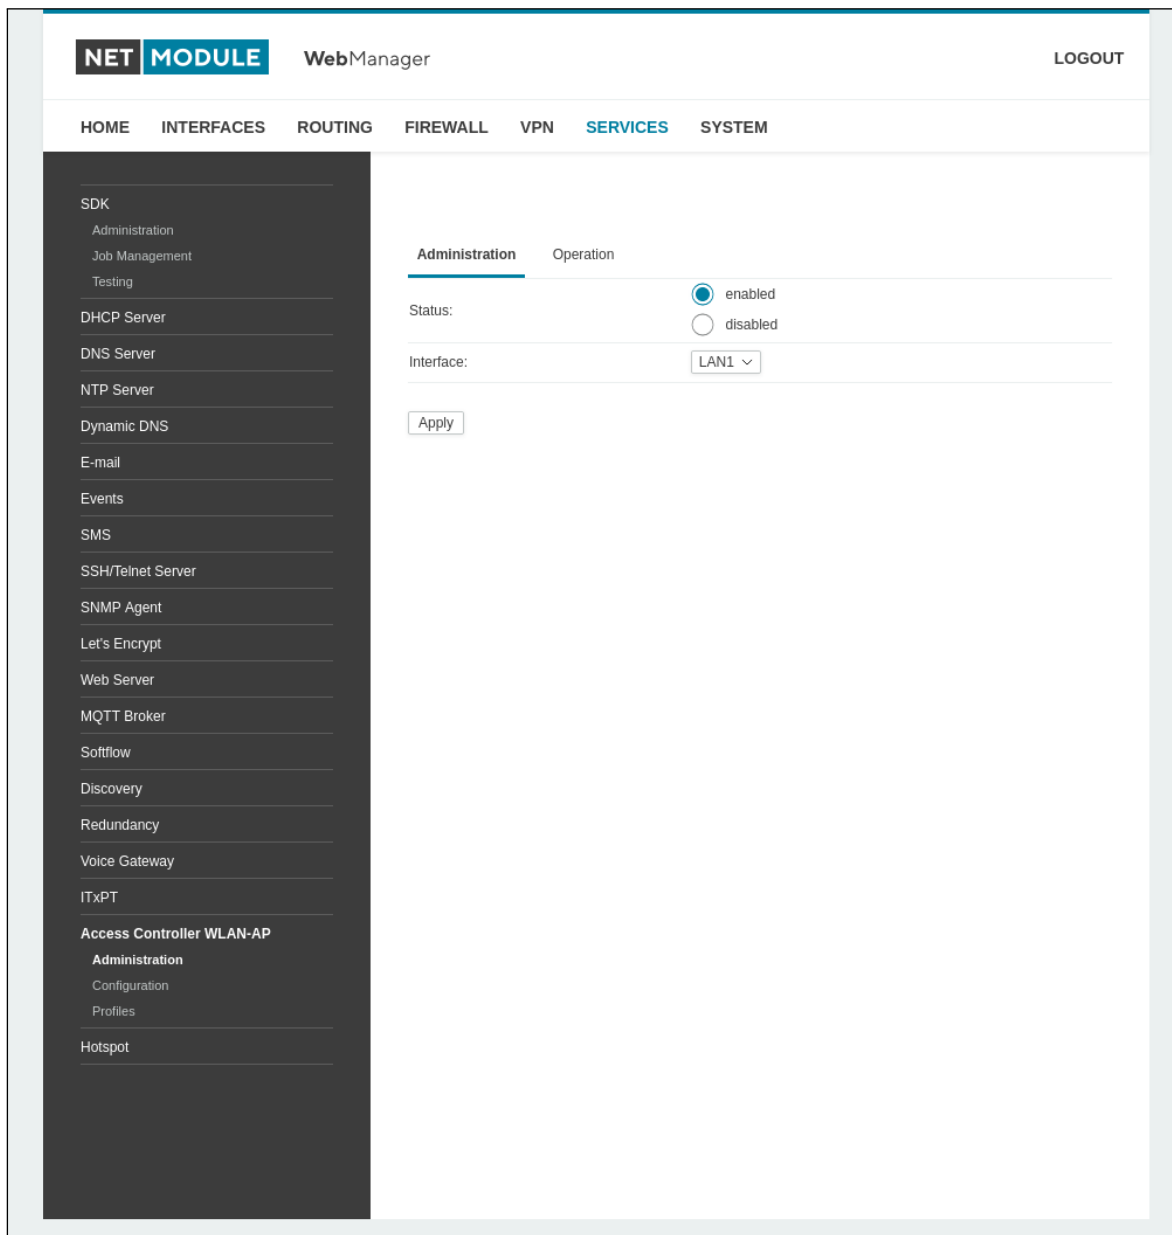 NET MODULE WebManager LOGOUT
HOME INTERFACES ROUTING FIREWALL VPN SERVICES SYSTEM
SDK
Administration
Job Management
Testing
DHCP Server
DNS Server
NTP Server
Dynamic DNS
E-mail
Events
SMS
SSH/Telnet Server
SNMP Agent
Let's Encrypt
Web Server
MQTT Broker
Softflow
Discovery
Redundancy
Voice Gateway
ITxPT
Access Controller WLAN-AP
Administration
Configuration
Profiles
Hotspot
Administration Operation
Status:
enabled
disabled
Interface: LAN1
Apply